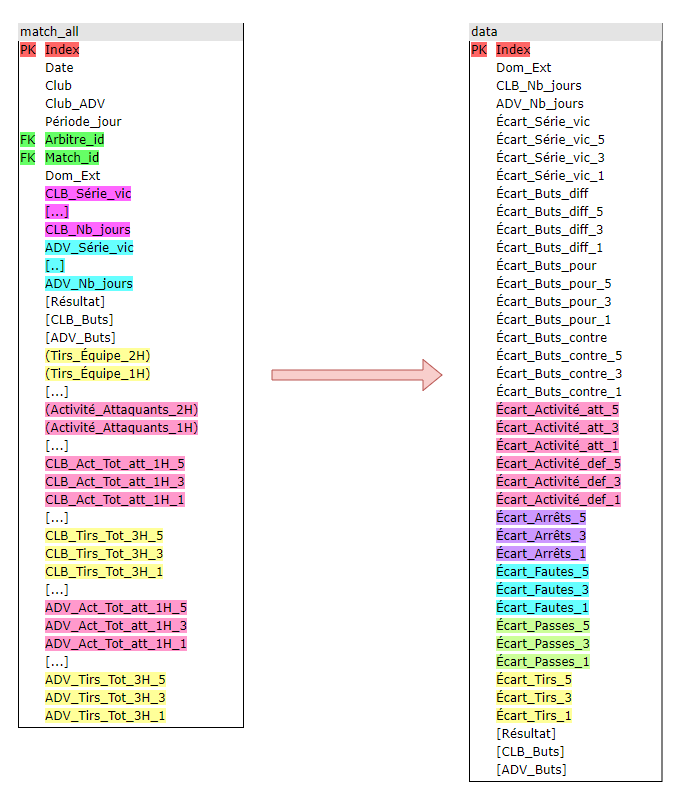 match_all
PK Index
Date
Club
Club_ADV
Période_jour
FK Arbitre_id
FK Match_id
Dom_Ext
CLB_Série_vic
[...]
CLB_Nb_jours
ADV_Série_vic
[..]
ADV_Nb_jours
[Résultat]
[CLB_Buts]
[ADV_Buts]
(Tirs_Équipe_2H)
(Tirs_Équipe_1H)
[...]
(Activité_Attaquants_2H)
(Activité_Attaquants_1H)
[...]
CLB_Act_Tot_att_1H_5
CLB_Act_Tot_att_1H_3
CLB_Act_Tot_att_1H_1
[...]
CLB_Tirs_Tot_3H_5
CLB_Tirs_Tot_3H_3
CLB_Tirs_Tot_3H_1
[...]
ADV_Act_Tot_att_1H_5
ADV_Act_Tot_att_1H_3
ADV_Act_Tot_att_1H_1
[...]
ADV_Tirs_Tot_3H_5
ADV_Tirs_Tot_3H_3
ADV_Tirs_Tot_3H_1
data
PK Index
Dom_Ext
CLB_Nb_jours
ADV_Nb_jours
Écart_Série_vic
Écart_Série_vic_5
Écart_Série_vic_3
Écart_Série_vic_1
Écart_Buts_diff
Écart_Buts_diff_5
Écart_Buts_diff_3
Écart_Buts_diff_1
Écart_Buts_pour
Écart_Buts_pour_5
Écart_Buts_pour_3
Écart_Buts_pour_1
Écart_Buts_contre
Écart_Buts_contre_5
Écart_Buts_contre_3
Écart_Buts_contre_1
Écart_Activité_att_5
Écart_Activité_att_3
Écart_Activité_att_1
Écart_Activité_def_5
Écart_Activité_def_3
Écart_Activité_def_1
Écart_Arrêts_5
Écart_Arrêts_3
Écart_Arrêts_1
Écart_Fautes_5
Écart_Fautes_3
Écart_Fautes_1
Écart_Passes_5
Écart_Passes_3
Écart_Passes_1
Écart_Tirs_5
Écart_Tirs_3
Écart_Tirs_1
[Résultat]
[CLB_Buts]
[ADV_Buts]